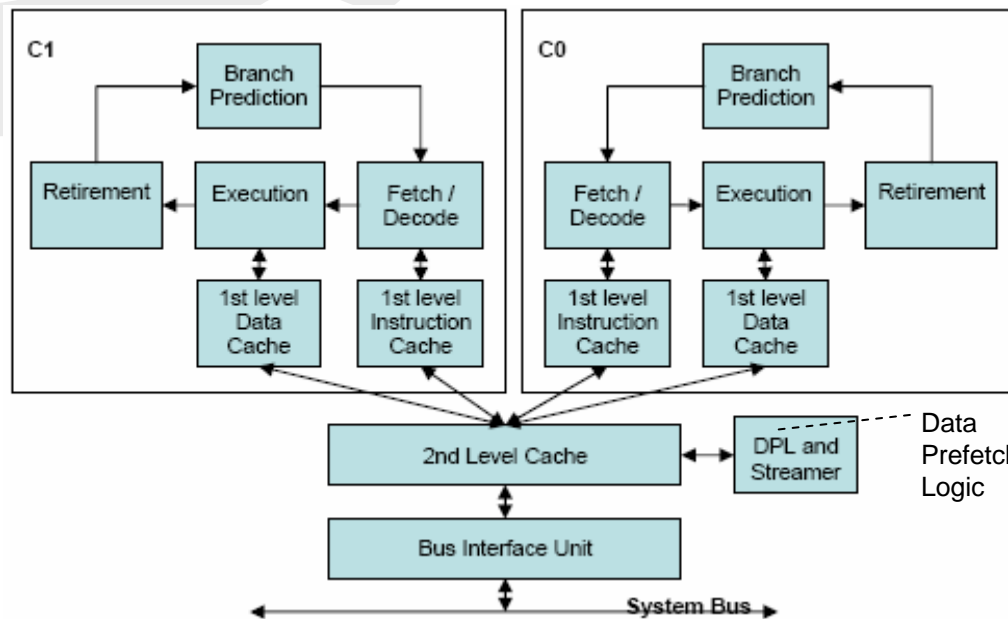 C1
Branch
Prediction
Retirement
Execution
Fetch /
Decode
1st level
Data
Cache
1st level
Instruction
Cache
C0
Branch
Prediction
Fetch /
Decode
Execution
Retirement
1st level
Instruction
Cache
1st level
Data
Cache
2nd Level Cache
DPL and
Streamer
Data
Prefetch
Logic
Bus Interface Unit
System Bus